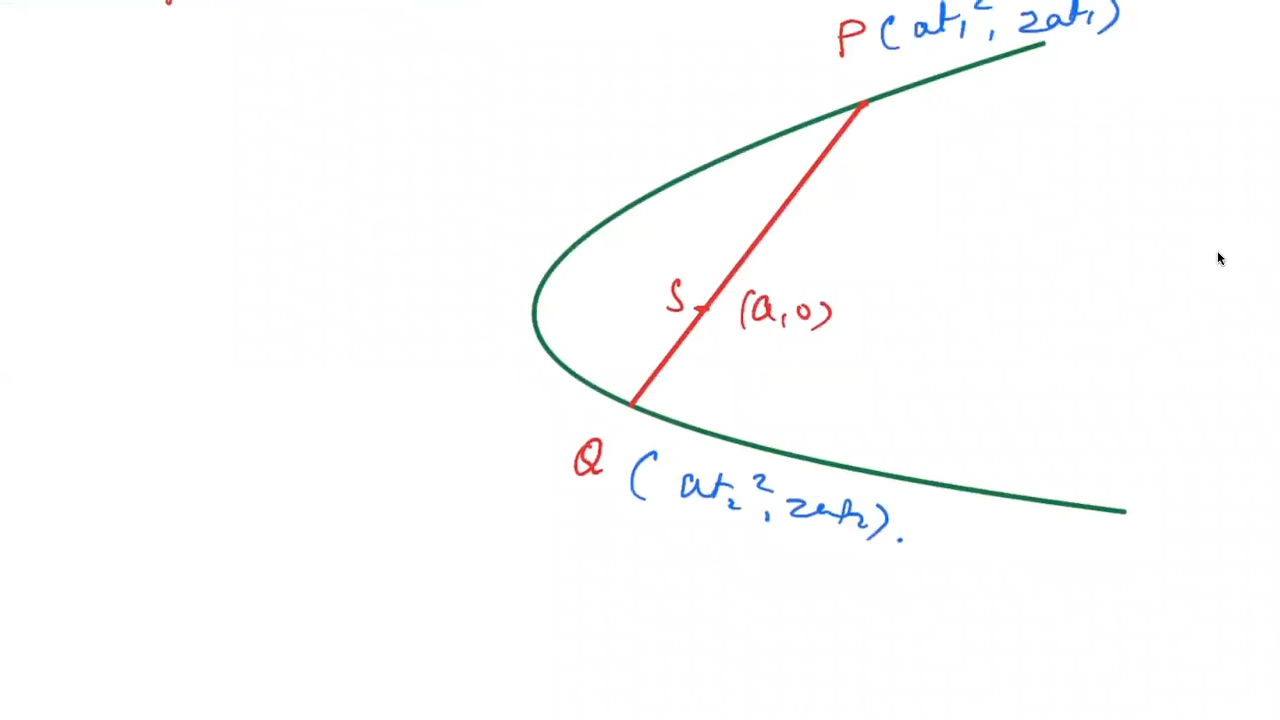 P (at₁², 2at₁)
S (a,0)
Q (at₂², 2at₂).